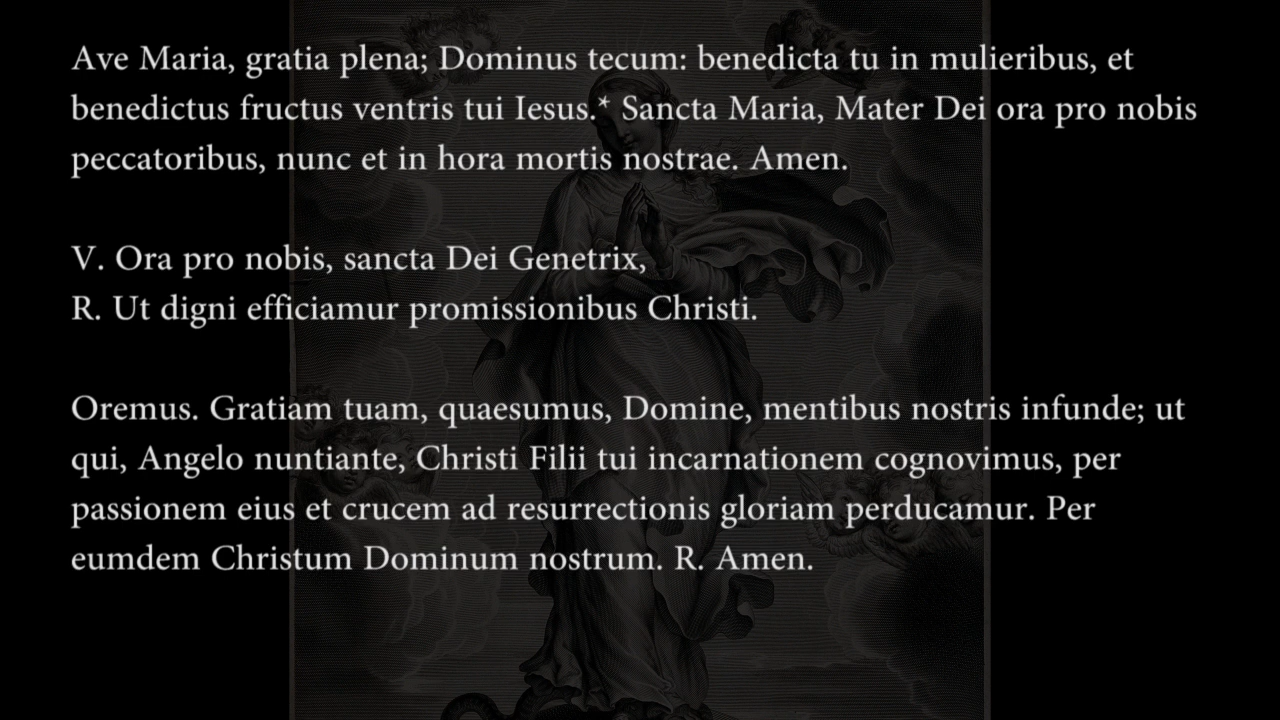 Ave Maria, gratia plena; Dominus tecum: benedicta tu in mulieribus, et
benedictus fructus ventris tui Iesus.* Sancta Maria, Mater Dei ora pro nobis
peccatoribus, nunc et in hora mortis nostrae. Amen.
V. Ora pro nobis, sancta Dei Genetrix,
R. Ut digni efficiamur promissionibus Christi.
Oremus. Gratiam tuam, quaesumus, Domine, mentibus nostris infunde; ut
qui, Angelo nuntiante, Christi Filii tui incarnationem cognovimus, per
passionem eius et crucem ad resurrectionis gloriam perducamur. Per
eumdem Christum Dominum nostrum. R. Amen.